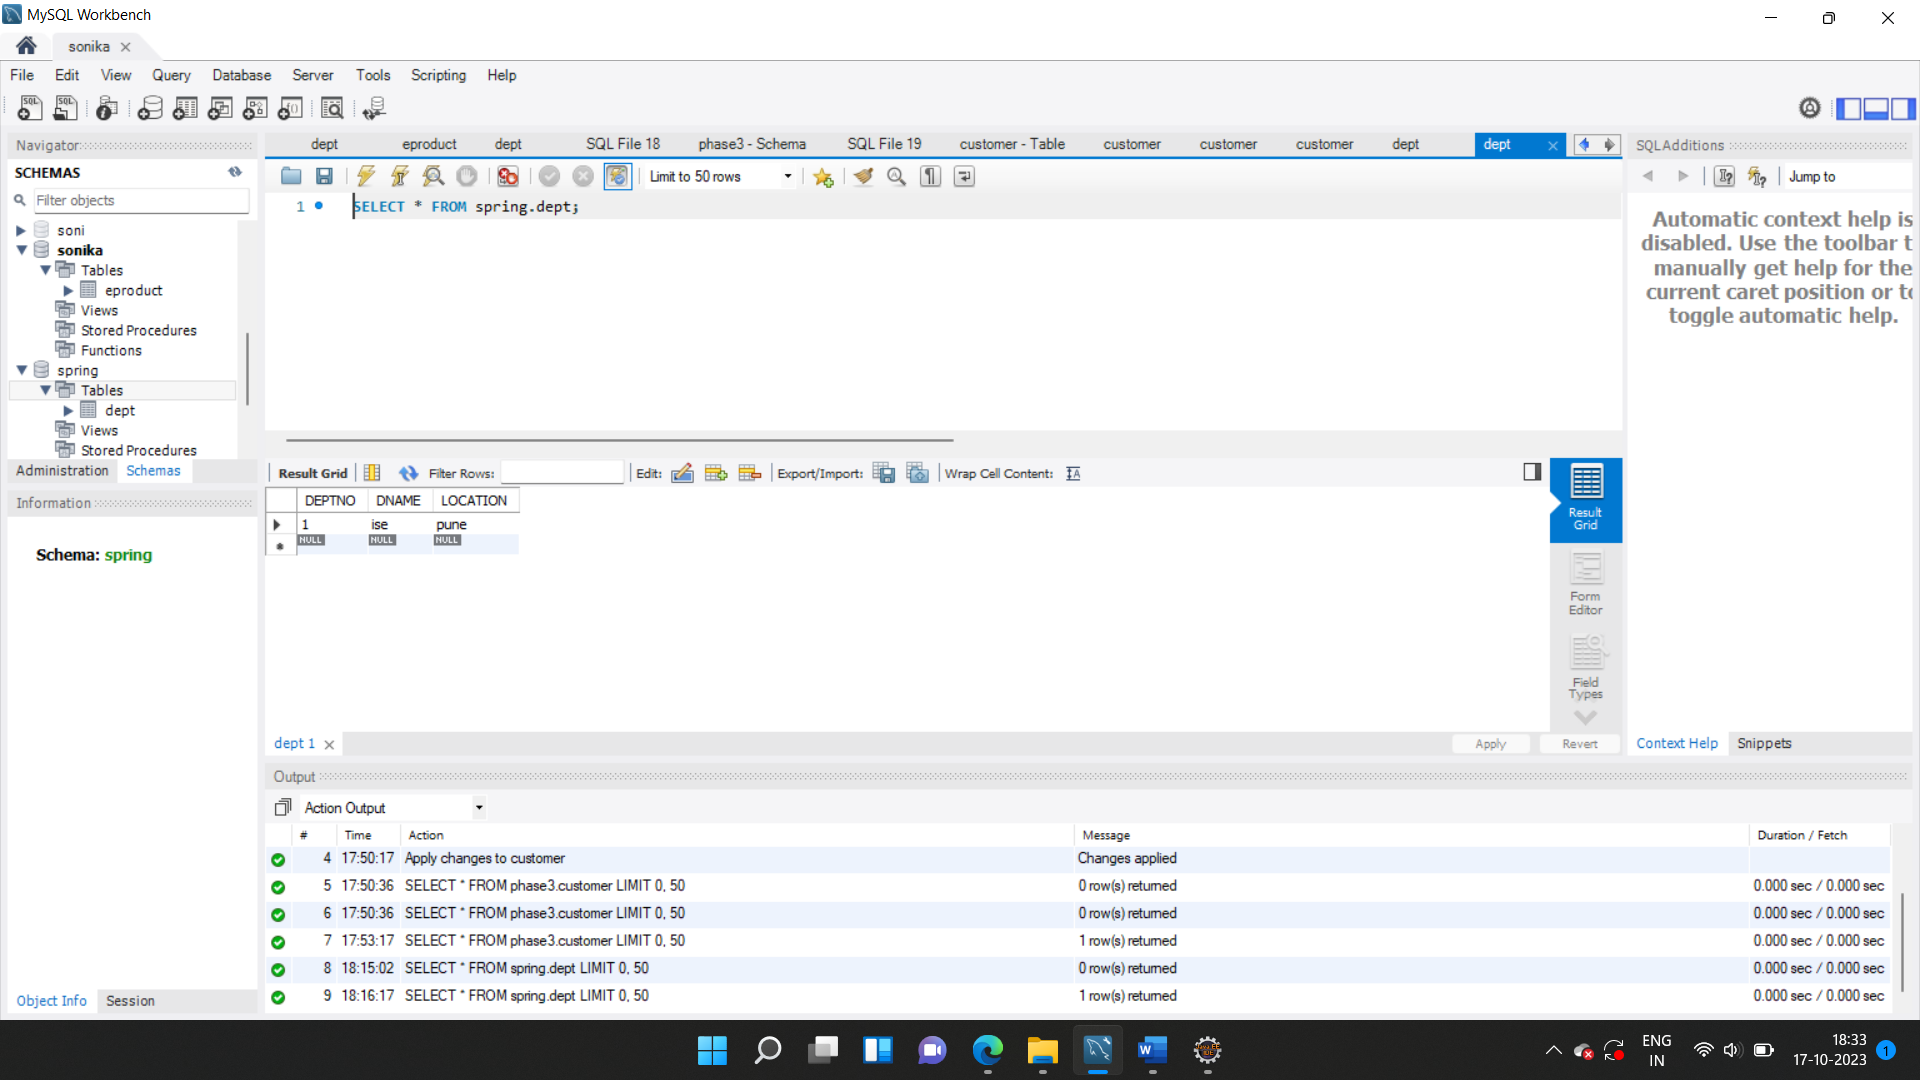 MySQL Workbench
sonika
File Edit View Query Database Server Tools Scripting Help
Navigator
SCHEMAS
Filter objects
soni
sonika
Tables
eproduct
Views
Stored Procedures
Functions
spring
Tables
dept
Views
Stored Procedures
Administration Schemas
Information
Schema: spring
Object Info Session
dept eproduct dept SQL File 18 phase3 - Schema SQL File 19 customer - Table customer customer customer dept dept
Limit to 50 rows
1 SELECT * FROM spring.dept;
Result Grid Filter Rows: Edit: Export/Import: Wrap Cell Content:
DEPTNO DNAME LOCATION
1 ise pune
NULL NULL NULL
Result
Grid
Form
Editor
Field
Types
dept 1
Apply Revert
SQLAdditions
Jump to
Automatic context help is
disabled. Use the toolbar t
manually get help for the
current caret position or to
toggle automatic help.
Context Help Snippets
Output
Action Output
# Time Action Message Duration / Fetch
4 17:50:17 Apply changes to customer Changes applied
5 17:50:36 SELECT * FROM phase3.customer LIMIT 0, 50 0 row(s) returned 0.000 sec / 0.000 sec
6 17:50:36 SELECT * FROM phase3.customer LIMIT 0, 50 0 row(s) returned 0.000 sec / 0.000 sec
7 17:53:17 SELECT * FROM phase3.customer LIMIT 0, 50 1 row(s) returned 0.000 sec / 0.000 sec
8 18:15:02 SELECT * FROM spring.dept LIMIT 0, 50 0 row(s) returned 0.000 sec / 0.000 sec
9 18:16:17 SELECT * FROM spring.dept LIMIT 0, 50 1 row(s) returned 0.000 sec / 0.000 sec
ENG
IN
18:33
17-10-2023
1